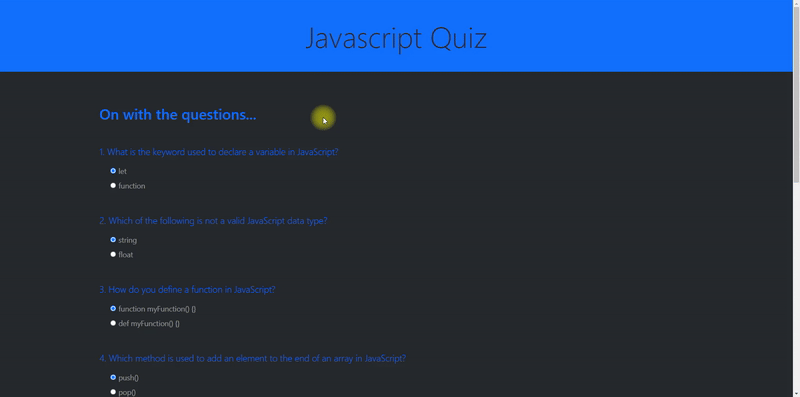 Javascript Quiz
On with the questions...
1. What is the keyword used to declare a variable in JavaScript?
let
function
2. Which of the following is not a valid JavaScript data type?
string
float
3. How do you define a function in JavaScript?
function myFunction() {}
def myFunction() {}
4. Which method is used to add an element to the end of an array in JavaScript?
push()
pop()